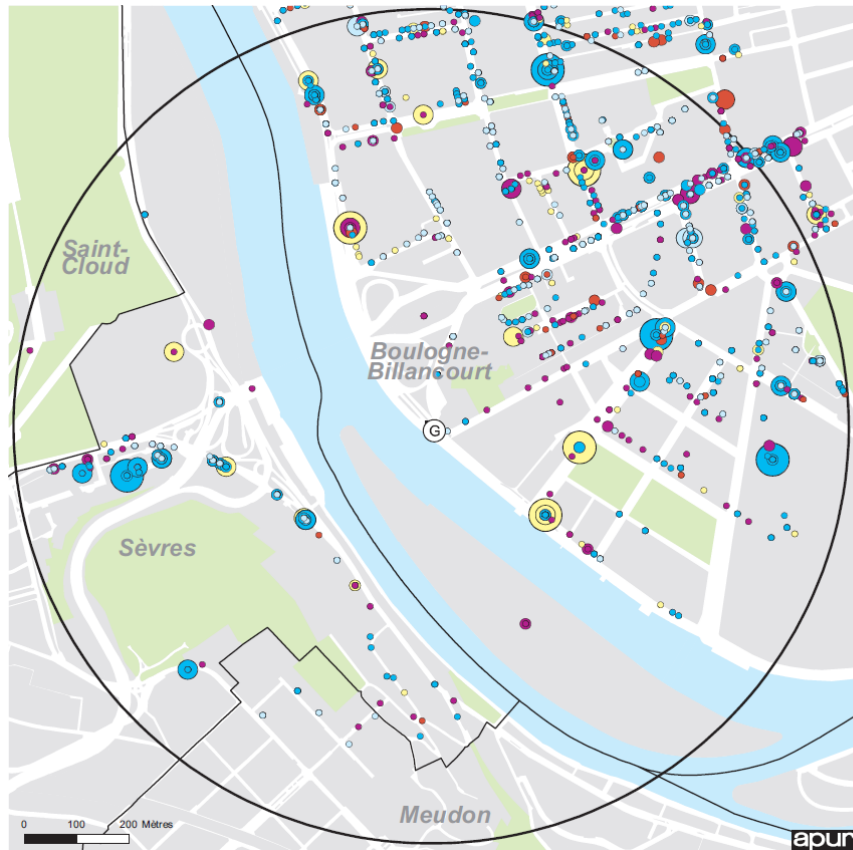 Saint-
Cloud
Boulogne-
Billancourt
G
Sèvres
Meudon
0 100 200 Mètres
apur